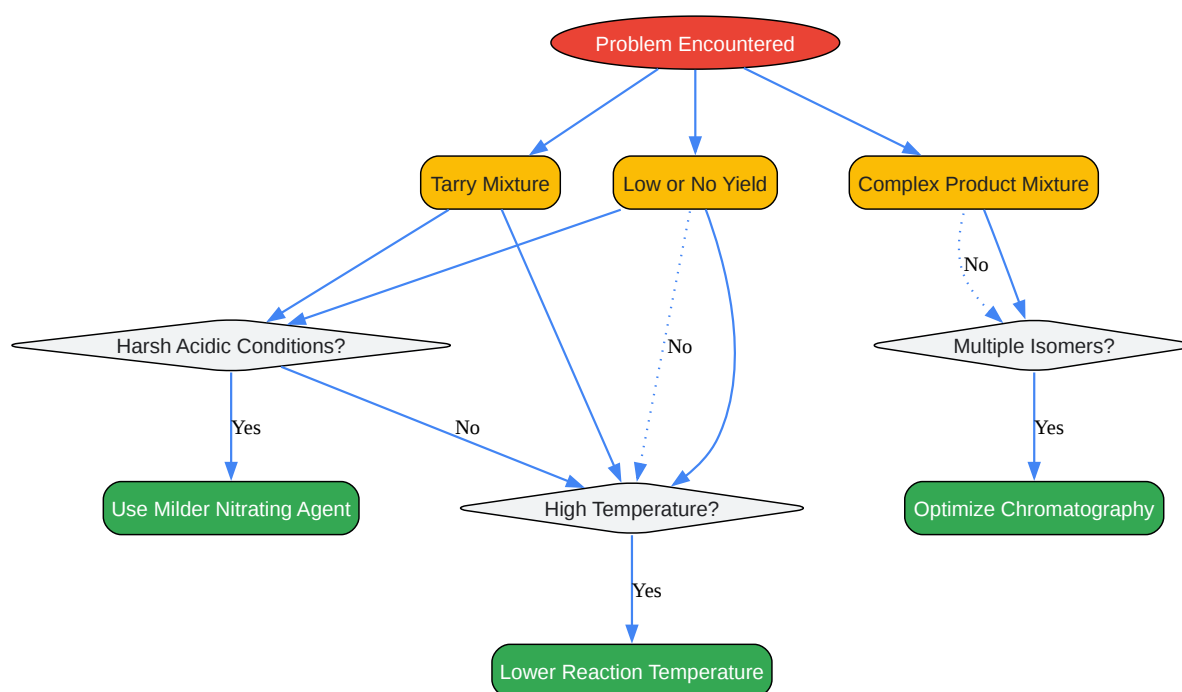 Problem Encountered
Tarry Mixture
Low or No Yield
Complex Product Mixture
No
No
Harsh Acidic Conditions?
Multiple Isomers?
Yes
No
Yes
Use Milder Nitrating Agent
High Temperature?
Optimize Chromatography
Yes
Lower Reaction Temperature